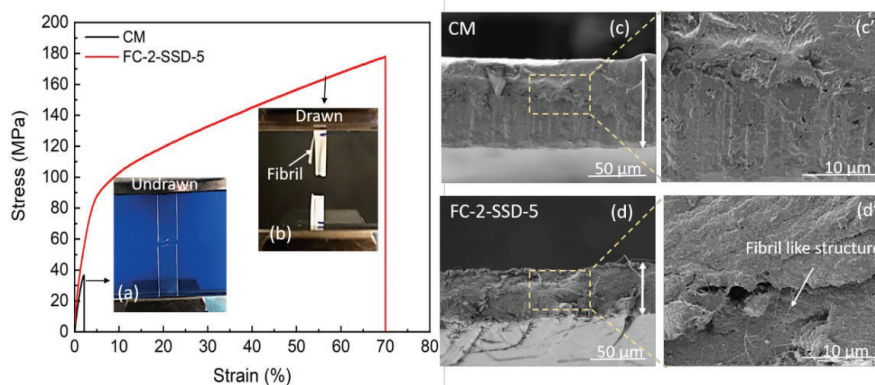 CM
FC-2-SSD-5
Stress (MPa)
200
180
160
140
120
100
80
60
40
20
0
0 10 20 30 40 50 60 70 80
Strain (%)
Undrawn
(a)
Drawn
Fibril
(b)
CM
(c)
50 µm
(c'
10 µm
FC-2-SSD-5
(d)
50 µm
(d'
Fibril like structure
10 µm